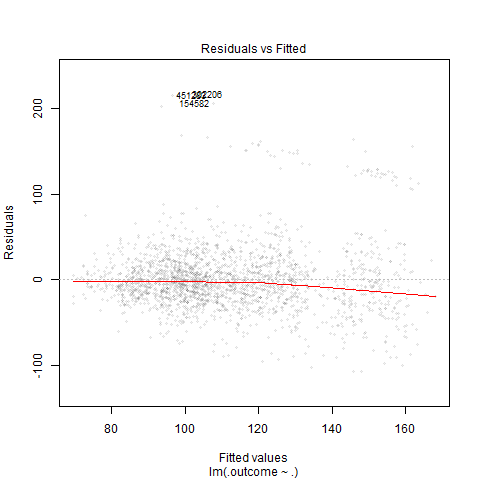 Residuals vs Fitted
154582
Residuals
200
100
0
-100
80
100
120
140
160
Fitted values
lm(.outcome ~ .)